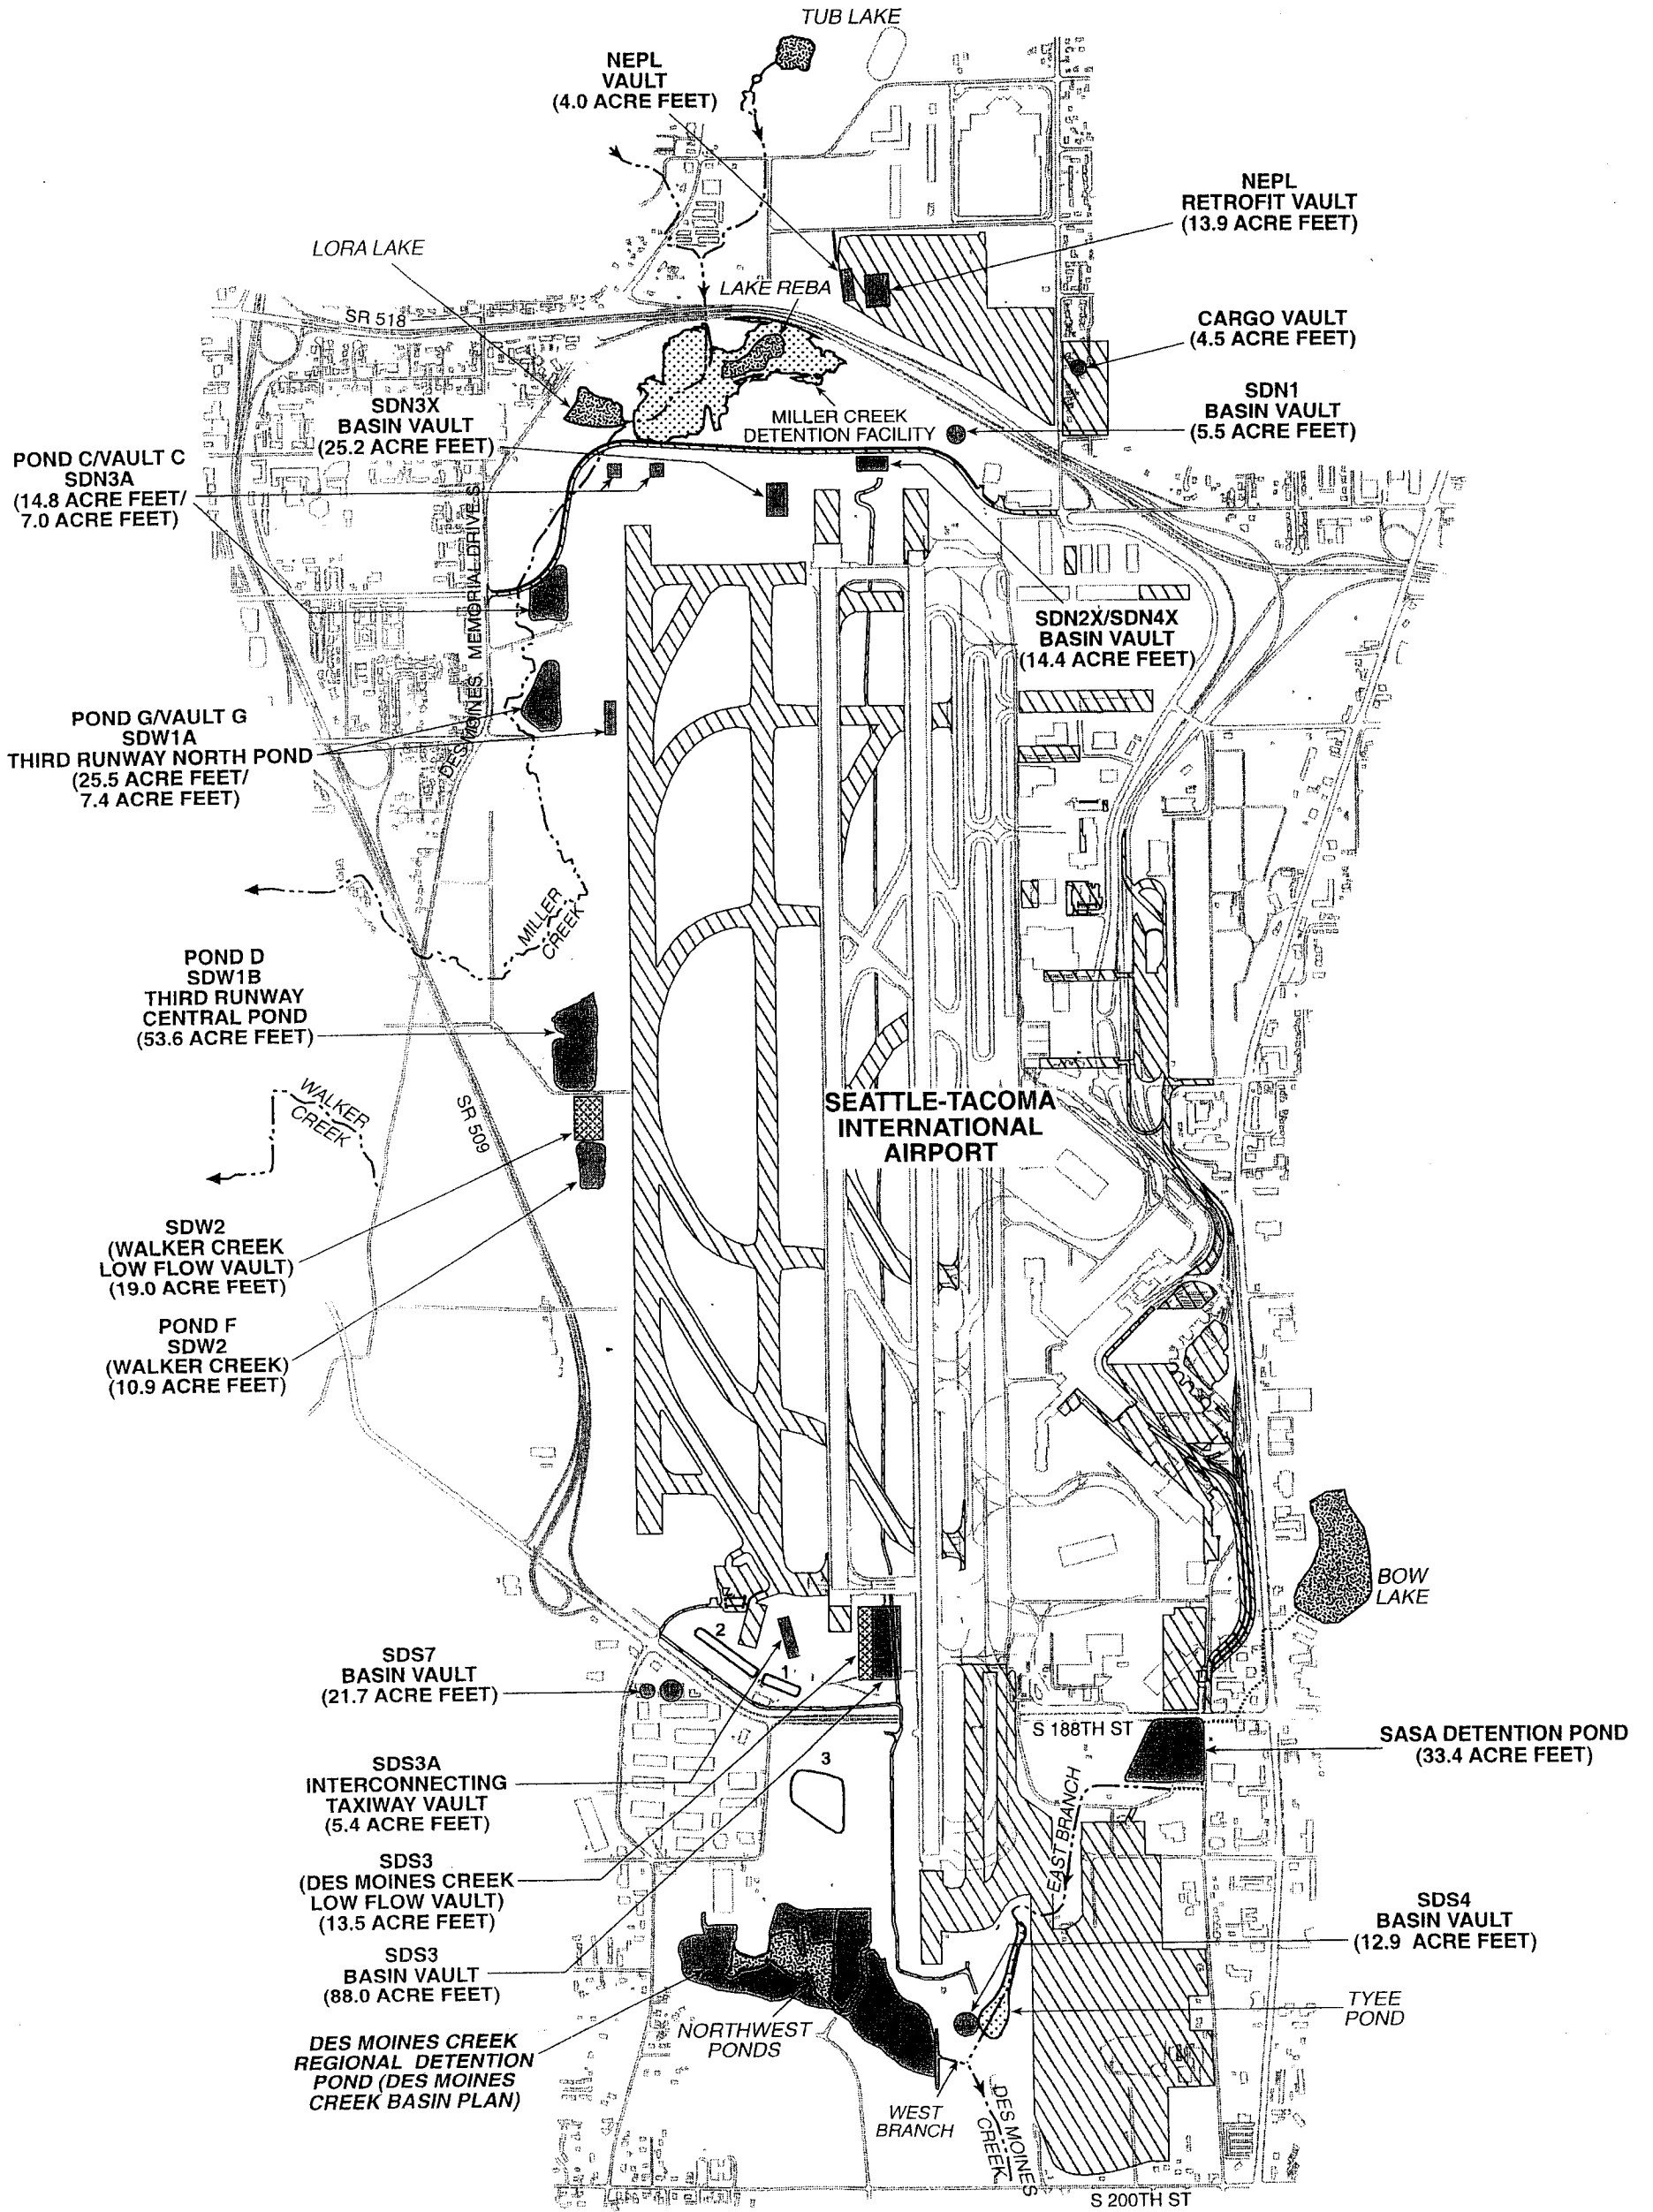 TUB LAKE
NEPL
VAULT
(4.0 ACRE FEET)
NEPL
RETROFIT VAULT
(13.9 ACRE FEET)
LORA LAKE
LAKE REBA
SR 518
CARGO VAULT
(4.5 ACRE FEET)
SDN3X
BASIN VAULT
(25.2 ACRE FEET)
MILLER CREEK
DETENTION FACILITY
SDN1
BASIN VAULT
(5.5 ACRE FEET)
POND C/VAULT C
SDN3A
(14.8 ACRE FEET/
7.0 ACRE FEET)
DES MOINES MEMORIAL DRIVE S.
SDN2X/SDN4X
BASIN VAULT
(14.4 ACRE FEET)
POND G/VAULT G
SDW1A
THIRD RUNWAY NORTH POND
(25.5 ACRE FEET/
7.4 ACRE FEET)
MILLER
CREEK
POND D
SDW1B
THIRD RUNWAY
CENTRAL POND
(53.6 ACRE FEET)
WALKER
CREEK
SR 509
SEATTLE-TACOMA
INTERNATIONAL
AIRPORT
SDW2
(WALKER CREEK
LOW FLOW VAULT)
(19.0 ACRE FEET)
POND F
SDW2
(WALKER CREEK)
(10.9 ACRE FEET)
BOW
LAKE
2
1
SDS7
BASIN VAULT
(21.7 ACRE FEET)
S 188TH ST
SASA DETENTION POND
(33.4 ACRE FEET)
3
SDS3A
INTERCONNECTING
TAXIWAY VAULT
(5.4 ACRE FEET)
EAST BRANCH
SDS3
(DES MOINES CREEK
LOW FLOW VAULT)
(13.5 ACRE FEET)
SDS4
BASIN VAULT
(12.9 ACRE FEET)
SDS3
BASIN VAULT
(88.0 ACRE FEET)
TYEE
POND
NORTHWEST
PONDS
DES MOINES CREEK
REGIONAL DETENTION
POND (DES MOINES
CREEK BASIN PLAN)
WEST
BRANCH
DES MOINES
CREEK
S 200TH ST